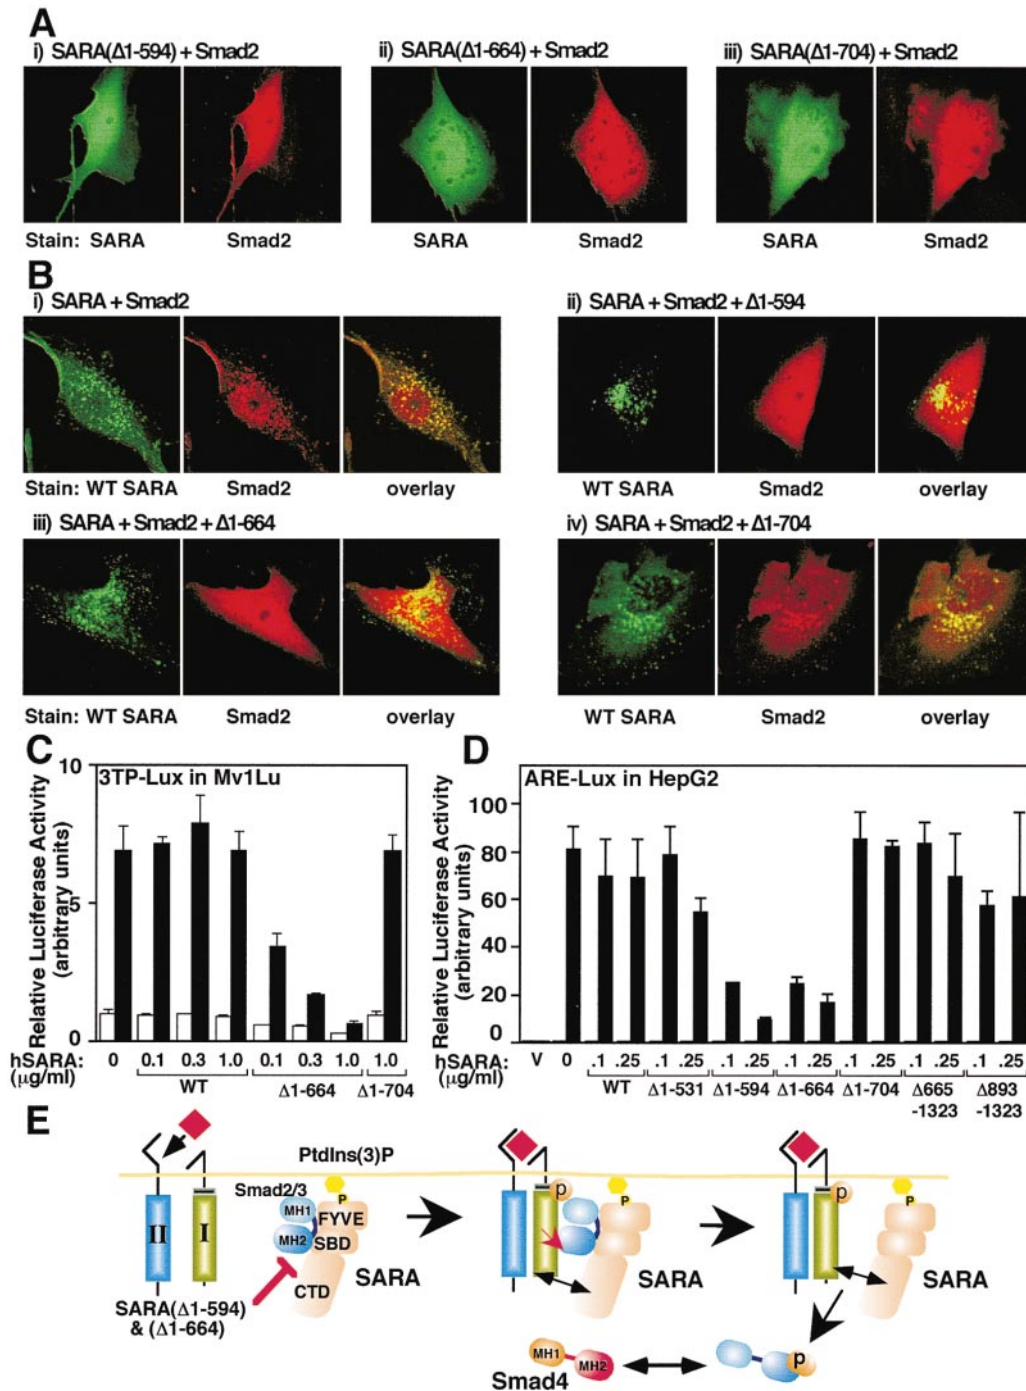 A
i) SARA(Δ1-594) + Smad2
ii) SARA(Δ1-664) + Smad2
iii) SARA(Δ1-704) + Smad2
Stain: SARA
Smad2
SARA
Smad2
SARA
Smad2
B
i) SARA + Smad2
ii) SARA + Smad2 + Δ1-594
Stain: WT SARA
Smad2
overlay
WT SARA
Smad2
overlay
iii) SARA + Smad2 + Δ1-664
iv) SARA + Smad2 + Δ1-704
Stain: WT SARA
Smad2
overlay
WT SARA
Smad2
overlay
C
3TP-Lux in Mv1Lu
Relative Luciferase Activity
(arbitrary units)
10
5
0
hSARA: 0 0.1 0.3 1.0 0.1 0.3 1.0 1.0
(µg/ml)
WT Δ1-664 Δ1-704
D
ARE-Lux in HepG2
Relative Luciferase Activity
(arbitrary units)
100
80
60
40
20
0
hSARA: V 0 .1 .25 .1 .25 .1 .25 .1 .25 .1 .25 .1 .25 .1 .25
(µg/ml)
WT Δ1-531 Δ1-594 Δ1-664 Δ1-704 Δ665 Δ893
-1323 -1323
E
PtdIns(3)P
Smad2/3
II
I
MH1
MH2
P
FYVE
SBD
CTD
SARA
SARA(Δ1-594)
& (Δ1-664)
p
P
SARA
p
P
SARA
MH1
MH2
Smad4
p